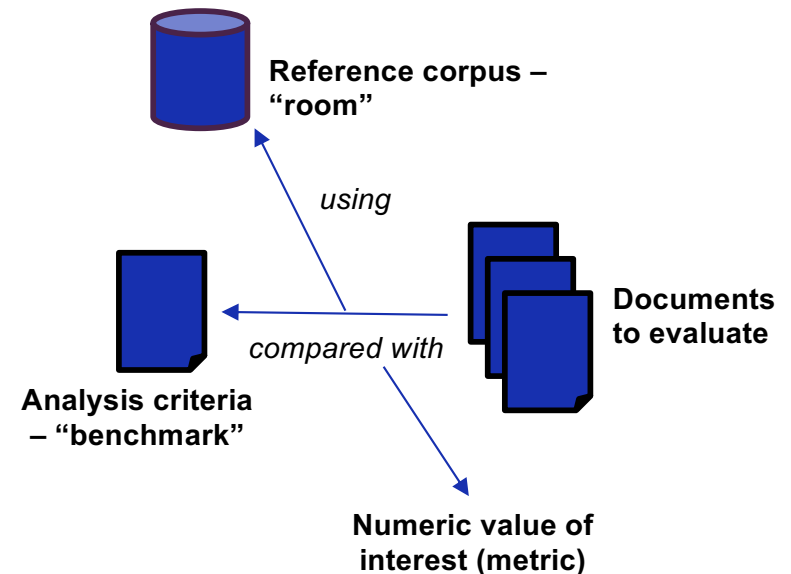 Reference corpus –
“room”
using
Documents
to evaluate
compared with
Analysis criteria
– “benchmark”
Numeric value of
interest (metric)